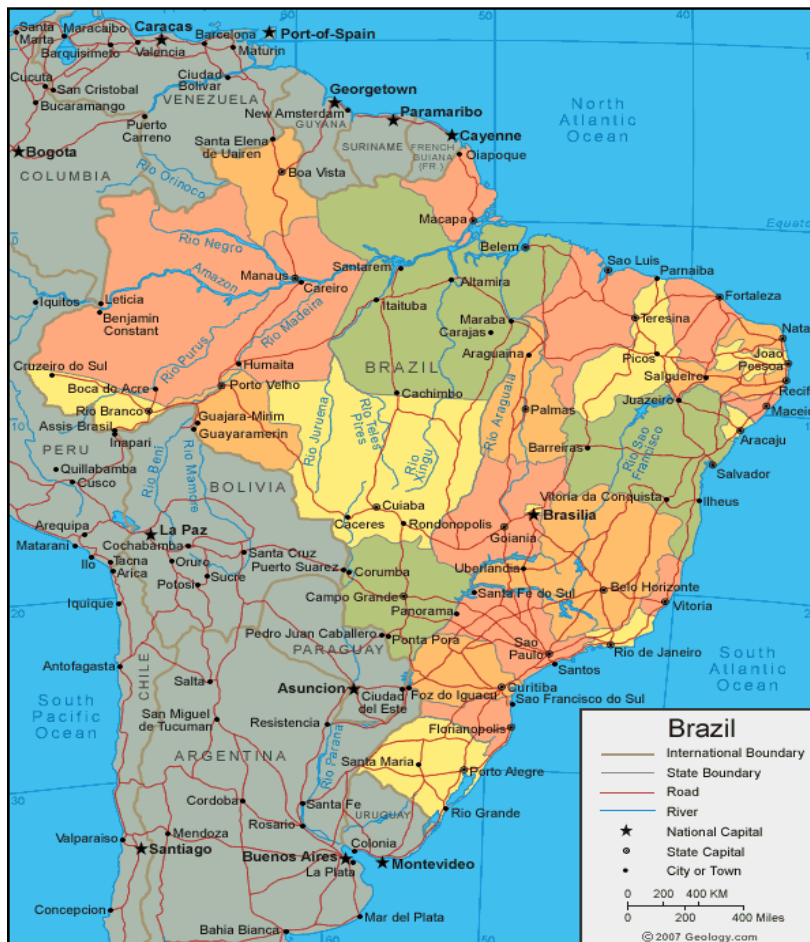 Santa
Marta
Maracaibo
Caracas
Barcelona
Port-of-Spain
Barquisimeto
Valencia
Maturin
Cucuta
San Cristobal
Ciudad
Bolivar
Georgetown
Bucaramango
VENEZUELA
New Amsterdam
Paramaribo
North
Atlantic
Ocean
Puerto
Carreno
GUYANA
Cayenne
Bogota
Santa Elena
de Uairen
SURINAME
FRENCH
GUIANA
(FR.)
Oiapoque
COLUMBIA
Rio Orinoco
Boa Vista
Macapa
Equato
0
Rio Negro
Belem
Manaus
Santarem
Sao Luis
Parnaiba
Amazon
Careiro
Altamira
Iquitos
Leticia
Itaituba
Fortaleza
Benjamin
Constant
Rio Madeira
Maraba
Teresina
Carajas
Nata
Rio Purus
BRAZIL
Araguaina
Picos
Joao
Pessoa
Cruzeiro do Sul
Humaita
Salgueiro
Boca do Acre
Porto Velho
Cachimbo
Juazeiro
Recif
Rio Branco
Guajara-Mirim
Rio Juruena
Rio Teles
Pires
Rio Araguaia
Palmas
Maceio
10
Assis Brasil
Guayaramerin
Rio
Xingu
Rio Sao
Francisco
Aracaju
Inapari
Barreiras
PERU
Quillabamba
Rio Beni
Rio Mamore
Salvador
Cusco
BOLIVIA
Vitoria da Conquista
Cuiaba
Ilheus
Arequipa
La Paz
Caceres
Rondonopolis
Brasilia
Matarani
Cochabamba
Goiania
Ilo
Tacna
Oruro
Santa Cruz
Arica
Puerto Suarez
Corumba
Uberlandia
Potosi
Sucre
Belo Horizonte
Iquique
Campo Grande
Santa Fe do Sul
20
2
Panorama
Vitoria
Pedro Juan Caballero
Ponta Pora
Sao
Paulo
Rio de Janeiro
PARAGUAY
Antofagasta
CHILE
Santos
South
Atlantic
Ocean
Salta
Asuncion
Ciudad
del Este
Foz do Iguacu
Curitiba
South
Pacific
Ocean
San Miguel
de Tucuman
Resistencia
Sao Francisco do Sul
Florianopolis
ARGENTINA
Rio Parana
Santa Maria
Porto Alegre
30
Cordoba
Santa Fe
URUGUAY
Rio Grande
Rosario
Valparaiso
Mendoza
Colonia
Santiago
Buenos Aires
La Plata
Montevideo
Concepcion
Mar del Plata
Bahia Bianca
60
50
40
50
Brazil
International Boundary
State Boundary
Road
River
National Capital
State Capital
City or Town
0 200 400 KM
0 200 400 Miles
© 2007 Geology.com